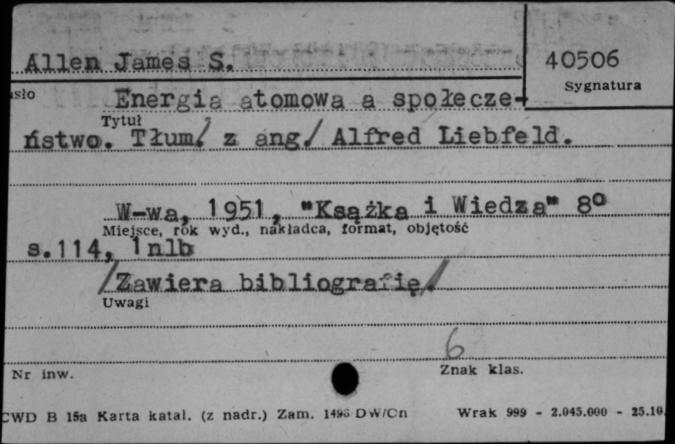 Allen James S.
40506
Sygnatura
sło
Energia atomowa a społecze-
Tytuł
ństwo. Tłum/ z ang/ Alfred Liebfeld.
W-wa, 1951, "Książka i Wiedza" 8°
Miejsce, rok wyd., nakładca, format, objętość
s.114, 1nlb
/Zawiera bibliografię/
Uwagi
6
Nr inw.
Znak klas.
CWD B 15a Karta katal. (z nadr.) Zam. DW/Cn
Wrak 999 - 2.045.000 - 25.10.